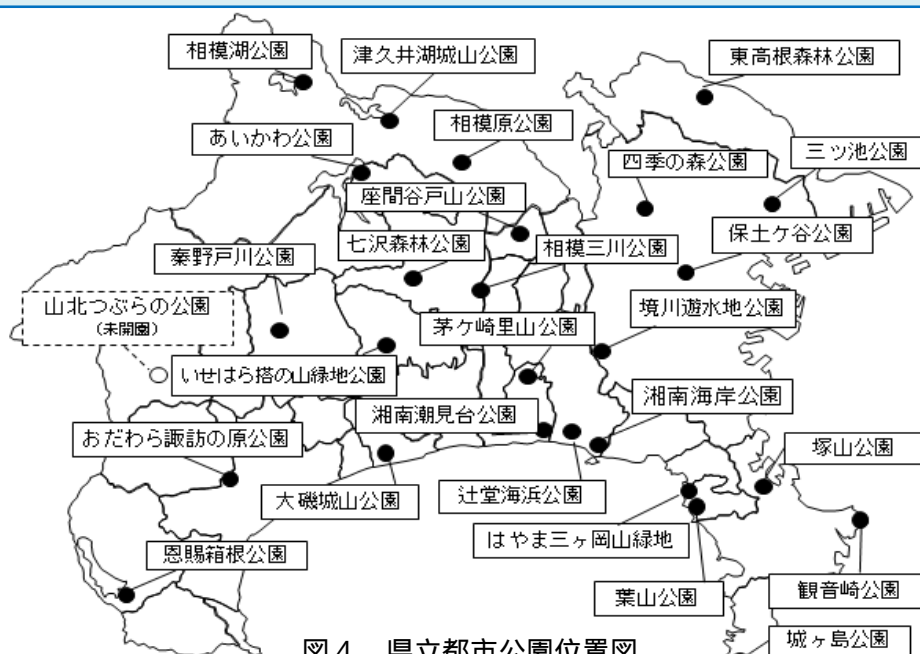 相模湖公園
津久井湖城山公園
東高根森林公園
相模原公園
あいかわ公園
四季の森公園
三ツ池公園
座間谷戸山公園
保土ケ谷公園
七沢森林公園
相模三川公園
秦野戸川公園
山北つぶらの公園
(未開園)
境川遊水地公園
茅ケ崎里山公園
いせはら塔の山緑地公園
湘南海岸公園
湘南潮見台公園
おだわら諏訪の原公園
塚山公園
大磯城山公園
辻堂海浜公園
はやま三ヶ岡山緑地
恩賜箱根公園
葉山公園
観音崎公園
城ヶ島公園
図4 県立都市公園位置図